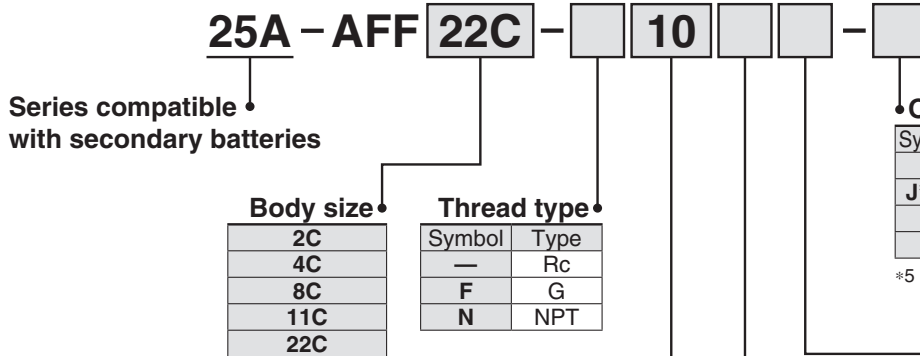 25A – AFF 22C – 10 –
Series compatible
with secondary batteries
Body size
2C
4C
8C
11C
22C
Thread type
Symbol Type
— Rc
F G
N NPT
J
*5